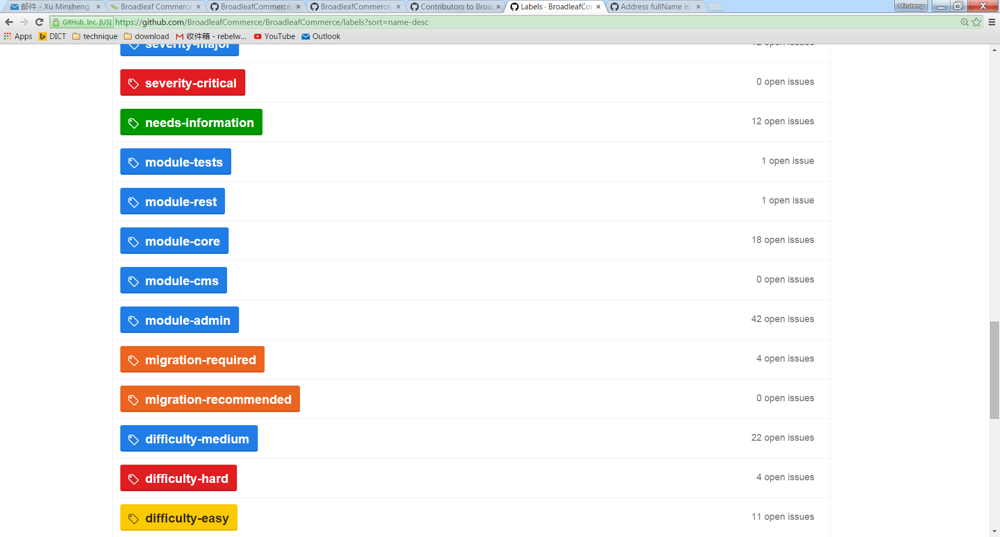 邮件 - Xu Minsheng
Broadleaf Commerce
BroadleafCommerce
BroadleafCommerce
Contributors to Broa
Labels · BroadleafCo
Address fullName is
Minsheng
GitHub, Inc. [US] https://github.com/BroadleafCommerce/BroadleafCommerce/labels?sort=name-desc
Apps DICT technique download 收件箱 - rebelw... YouTube Outlook
severity-major 12 open issues
severity-critical 0 open issues
needs-information 12 open issues
module-tests 1 open issue
module-rest 1 open issue
module-core 18 open issues
module-cms 0 open issues
module-admin 42 open issues
migration-required 4 open issues
migration-recommended 0 open issues
difficulty-medium 22 open issues
difficulty-hard 4 open issues
difficulty-easy 11 open issues